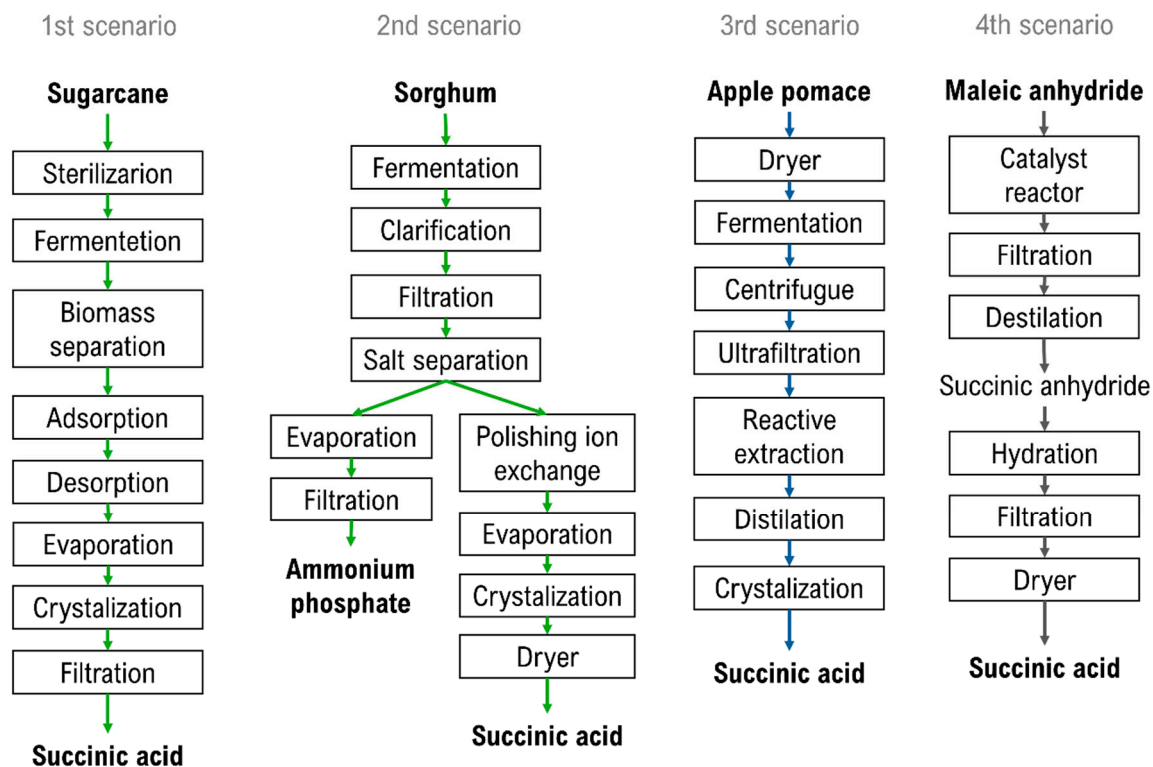 1st scenario
Sugarcane
Sterilizarion
Fermentetion
Biomass
separation
Adsorption
Desorption
Evaporation
Crystalization
Filtration
Succinic acid
2nd scenario
Sorghum
Fermentation
Clarification
Filtration
Salt separation
Evaporation
Filtration
Ammonium
phosphate
Polishing ion
exchange
Evaporation
Crystalization
Dryer
Succinic acid
3rd scenario
Apple pomace
Dryer
Fermentation
Centrifugue
Ultrafiltration
Reactive
extraction
Distilation
Crystalization
Succinic acid
4th scenario
Maleic anhydride
Catalyst
reactor
Filtration
Destilation
Succinic anhydride
Hydration
Filtration
Dryer
Succinic acid